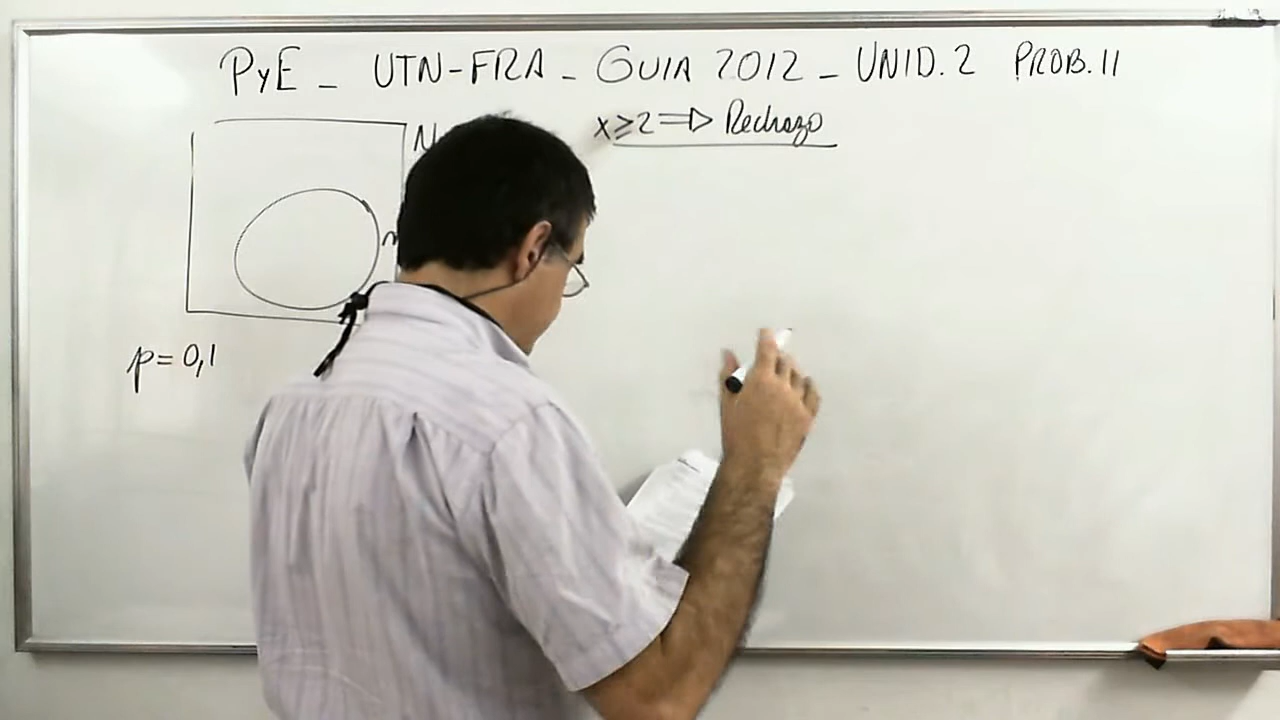 PyE - UTN-FRA - GUIA 2012 - UNID. 2 PROB. 11
x≥2 ⇒ Rechazo
N
p = 0,1